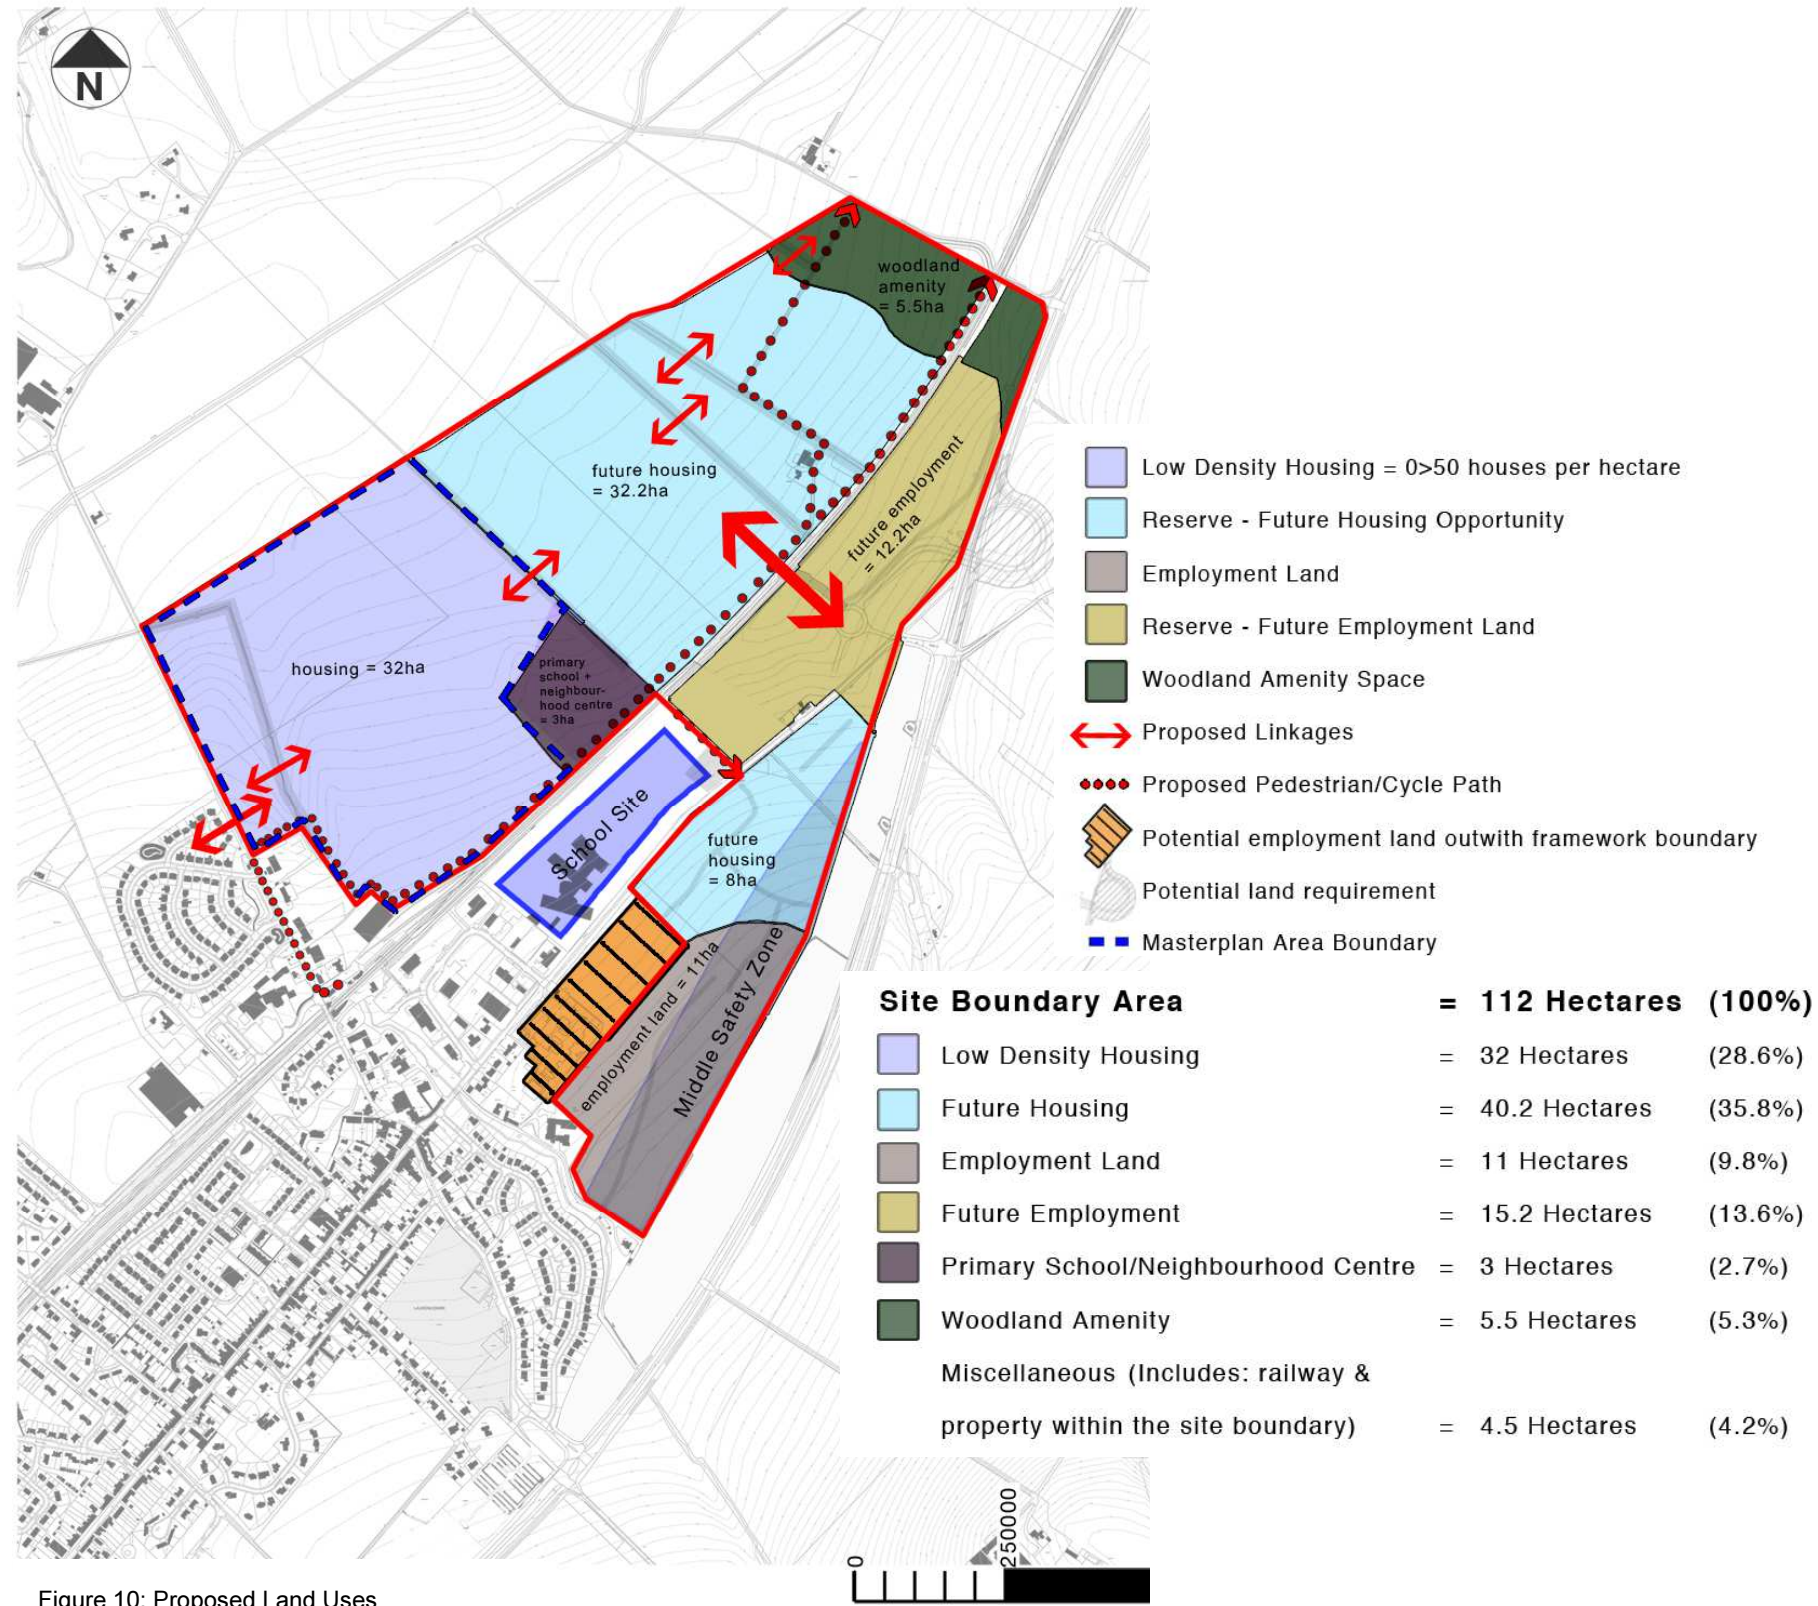 N
woodland
amenity
= 5.5ha
future housing
= 32.2ha
future employment
= 12.2ha
housing = 32ha
primary
school +
neighbour-
hood centre
= 3ha
School Site
future
housing
= 8ha
employment land = 11ha
Middle Safety Zone
Low Density Housing = 0>50 houses per hectare
Reserve - Future Housing Opportunity
Employment Land
Reserve - Future Employment Land
Woodland Amenity Space
Proposed Linkages
Proposed Pedestrian/Cycle Path
Potential employment land outwith framework boundary
Potential land requirement
Masterplan Area Boundary
Site Boundary Area = 112 Hectares (100%)
Low Density Housing = 32 Hectares (28.6%)
Future Housing = 40.2 Hectares (35.8%)
Employment Land = 11 Hectares (9.8%)
Future Employment = 15.2 Hectares (13.6%)
Primary School/Neighbourhood Centre = 3 Hectares (2.7%)
Woodland Amenity = 5.5 Hectares (5.3%)
Miscellaneous (Includes: railway &
property within the site boundary) = 4.5 Hectares (4.2%)
0
250000
Figure 10: Proposed Land Uses